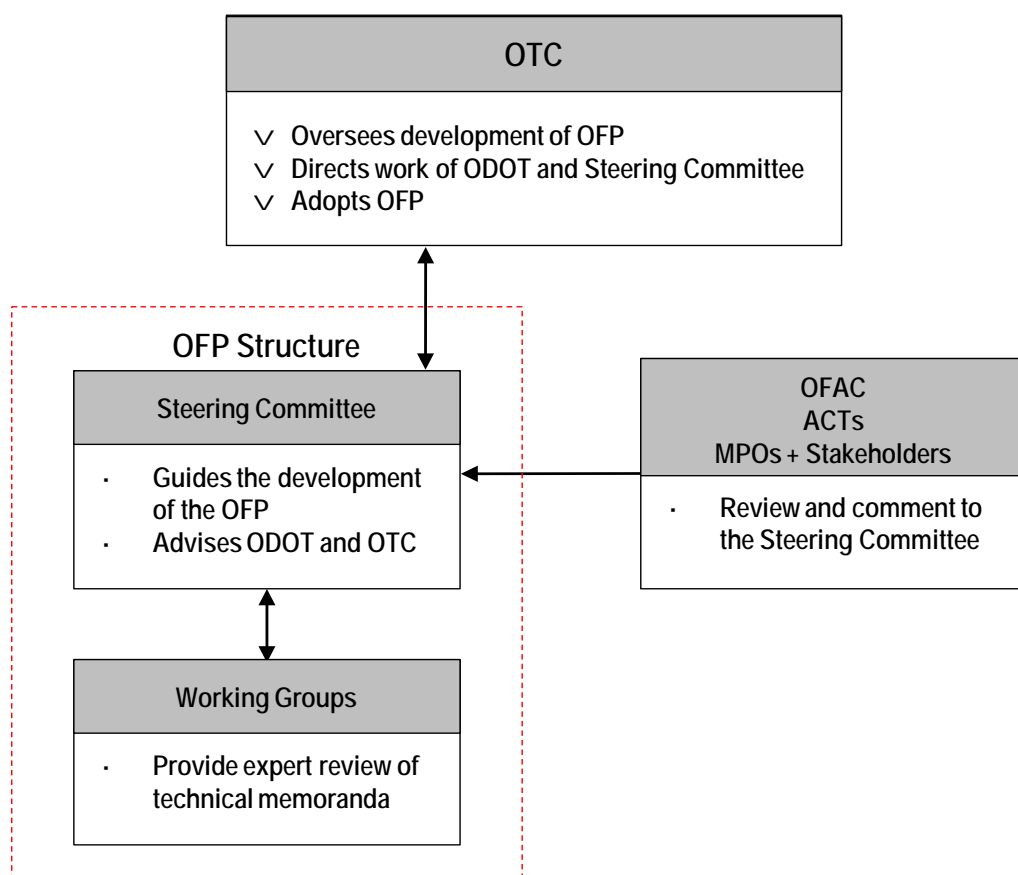 OTC
∨ Oversees development of OFP
∨ Directs work of ODOT and Steering Committee
∨ Adopts OFP
OFP Structure
Steering Committee
· Guides the development
of the OFP
· Advises ODOT and OTC
OFAC
ACTs
MPOs + Stakeholders
· Review and comment to
the Steering Committee
Working Groups
· Provide expert review of
technical memoranda